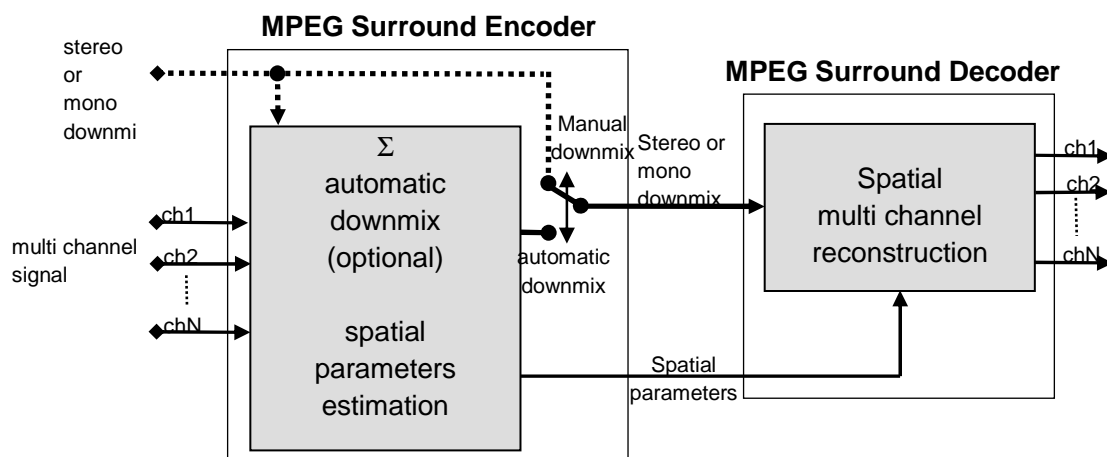 MPEG Surround Encoder
stereo
or
mono
downmi
MPEG Surround Decoder
Σ
automatic
downmix
(optional)
spatial
parameters
estimation
Manual
downmix
Stereo or
mono
downmix
automatic
downmix
multi channel
signal
ch1
ch2
chN
Spatial
parameters
Spatial
multi channel
reconstruction
ch1
ch2
chN